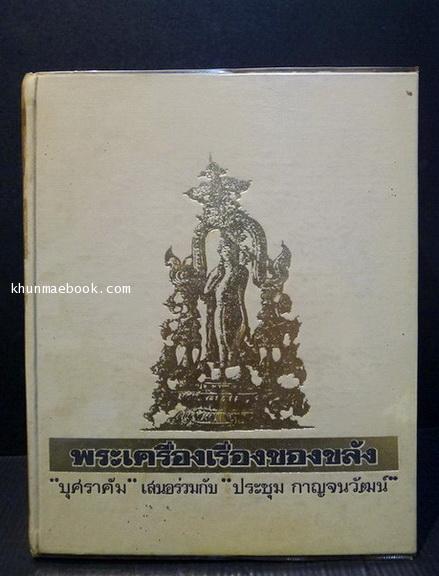 khunmaebook.com
พระเครื่องเรื่องของขลัง
"บุศราคัม" เสนอร่วมกับ "ประชุม กาญจนวัฒน์"